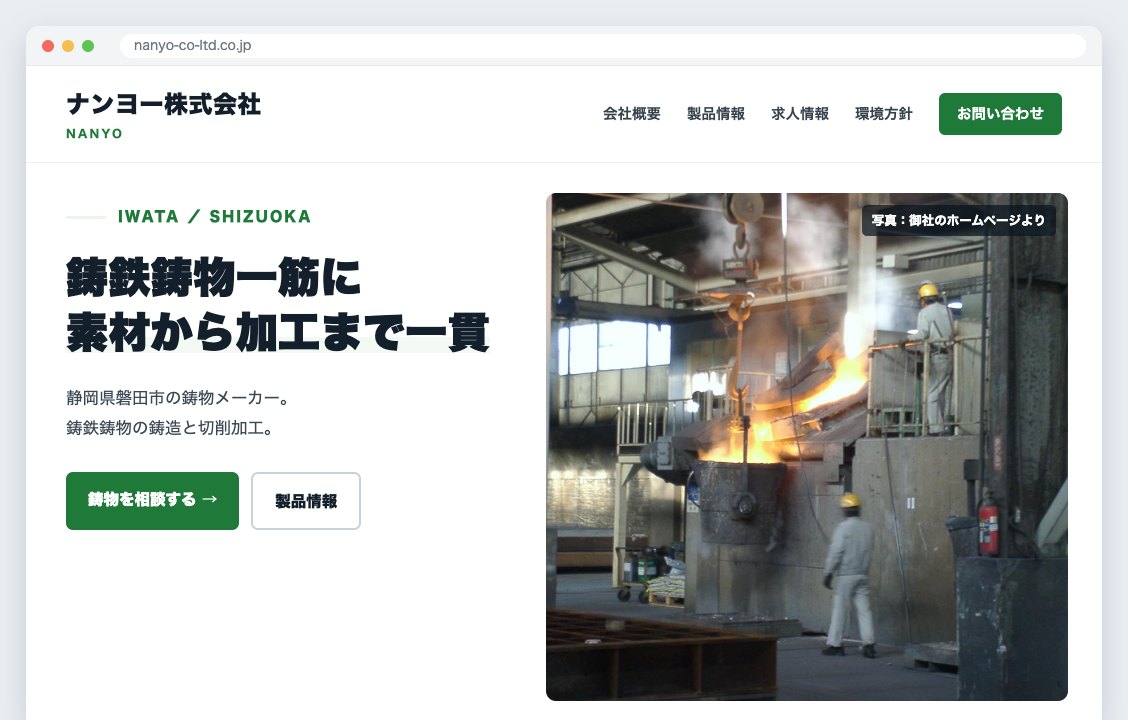 nanyo-co-ltd.co.jp
ナンヨー株式会社
NANYO
会社概要
製品情報
求人情報
環境方針
お問い合わせ
IWATA ／ SHIZUOKA
鋳鉄鋳物一筋に
素材から加工まで一貫
静岡県磐田市の鋳物メーカー。
鋳鉄鋳物の鋳造と切削加工。
鋳物を相談する →
製品情報
写真：御社のホームページより